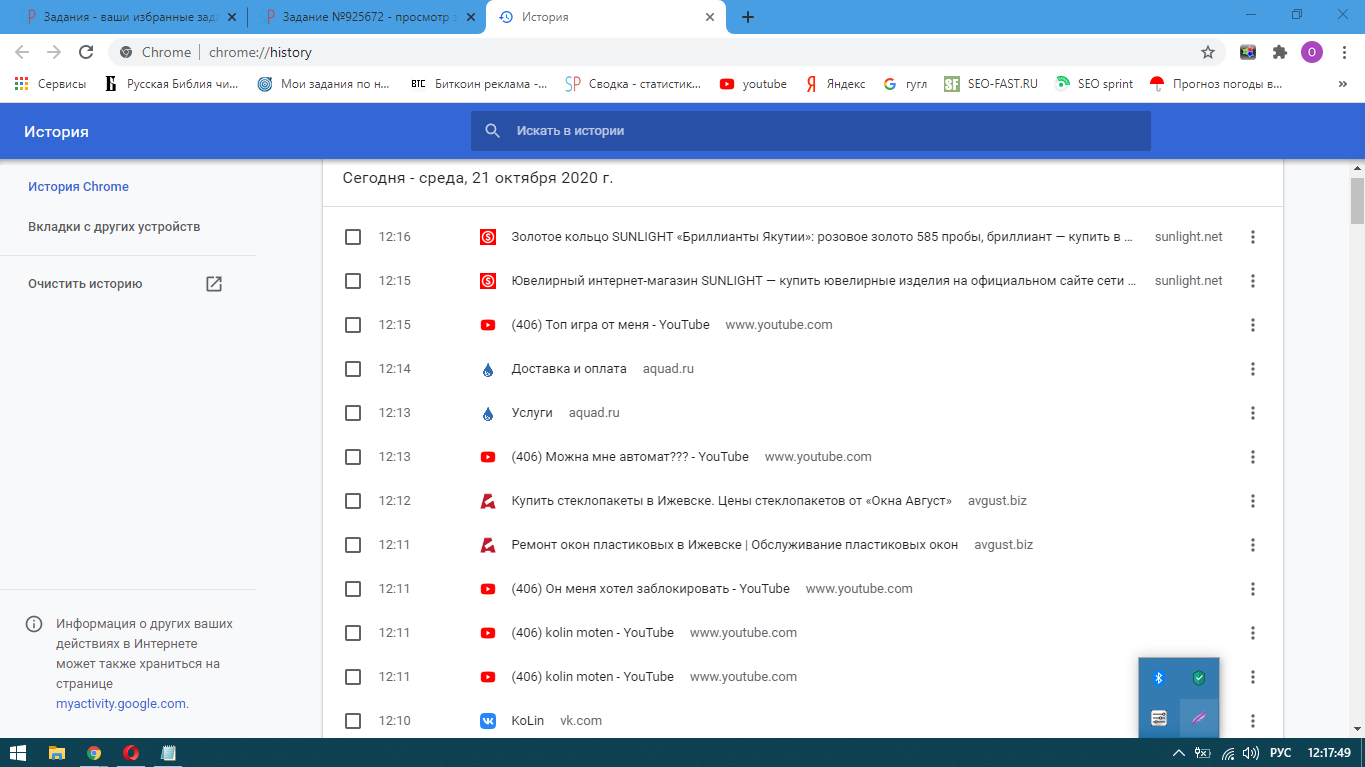 Задания - ваши избранные зад
Задание №925672 - просмотр з
История
Chrome
chrome://history
O
Сервисы
Русская Библия чи...
Мои задания по н...
BTC Биткоин реклама -...
SP Сводка - статистик...
youtube
Яндекс
гугл
SF SEO-FAST.RU
SEO sprint
Прогноз погоды в...
»
История
Искать в истории
История Chrome
Вкладки с других устройств
Очистить историю
Информация о других ваших
действиях в Интернете
может также храниться на
странице
myactivity.google.com.
Сегодня - среда, 21 октября 2020 г.
12:16 Золотое кольцо SUNLIGHT «Бриллианты Якутии»: розовое золото 585 пробы, бриллиант — купить в ... sunlight.net
12:15 Ювелирный интернет-магазин SUNLIGHT — купить ювелирные изделия на официальном сайте сети ... sunlight.net
12:15 (406) Топ игра от меня - YouTube www.youtube.com
12:14 Доставка и оплата aquad.ru
12:13 Услуги aquad.ru
12:13 (406) Можна мне автомат??? - YouTube www.youtube.com
12:12 Купить стеклопакеты в Ижевске. Цены стеклопакетов от «Окна Август» avgust.biz
12:11 Ремонт окон пластиковых в Ижевске | Обслуживание пластиковых окон avgust.biz
12:11 (406) Он меня хотел заблокировать - YouTube www.youtube.com
12:11 (406) kolin moten - YouTube www.youtube.com
12:11 (406) kolin moten - YouTube www.youtube.com
12:10 KoLin vk.com
РУС
12:17:49